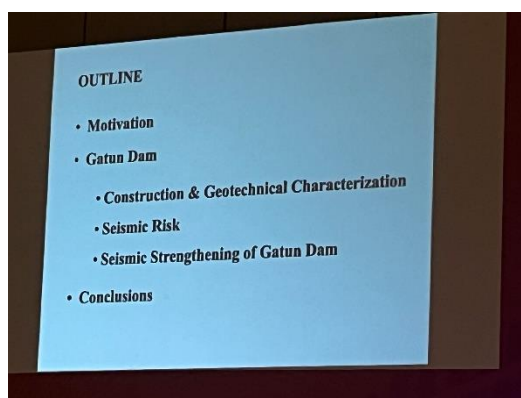 OUTLINE
• Motivation
• Gatun Dam
• Construction & Geotechnical Characterization
• Seismic Risk
• Seismic Strengthening of Gatun Dam
• Conclusions